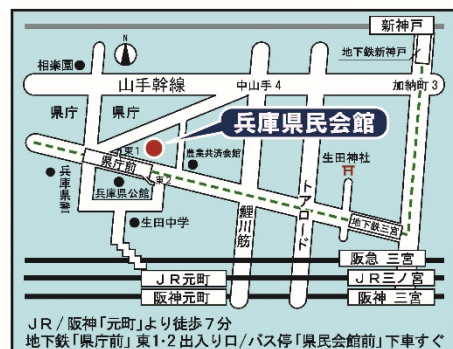 新神戸
地下鉄新神戸
相楽園
N
山手幹線
中山手4
加納町3
県庁
県庁
兵庫県民会館
東1
農業共済会館
生田神社
県庁前
東2
兵庫県警
兵庫県公館
生田中学
鯉川筋
トアロード
地下鉄三宮
阪急 三宮
JR元町
JR三ノ宮
阪神元町
阪神 三宮
JR/阪神「元町」より徒歩7分
地下鉄「県庁前」東1・2出入り口/バス停「県民会館前」下車すぐ